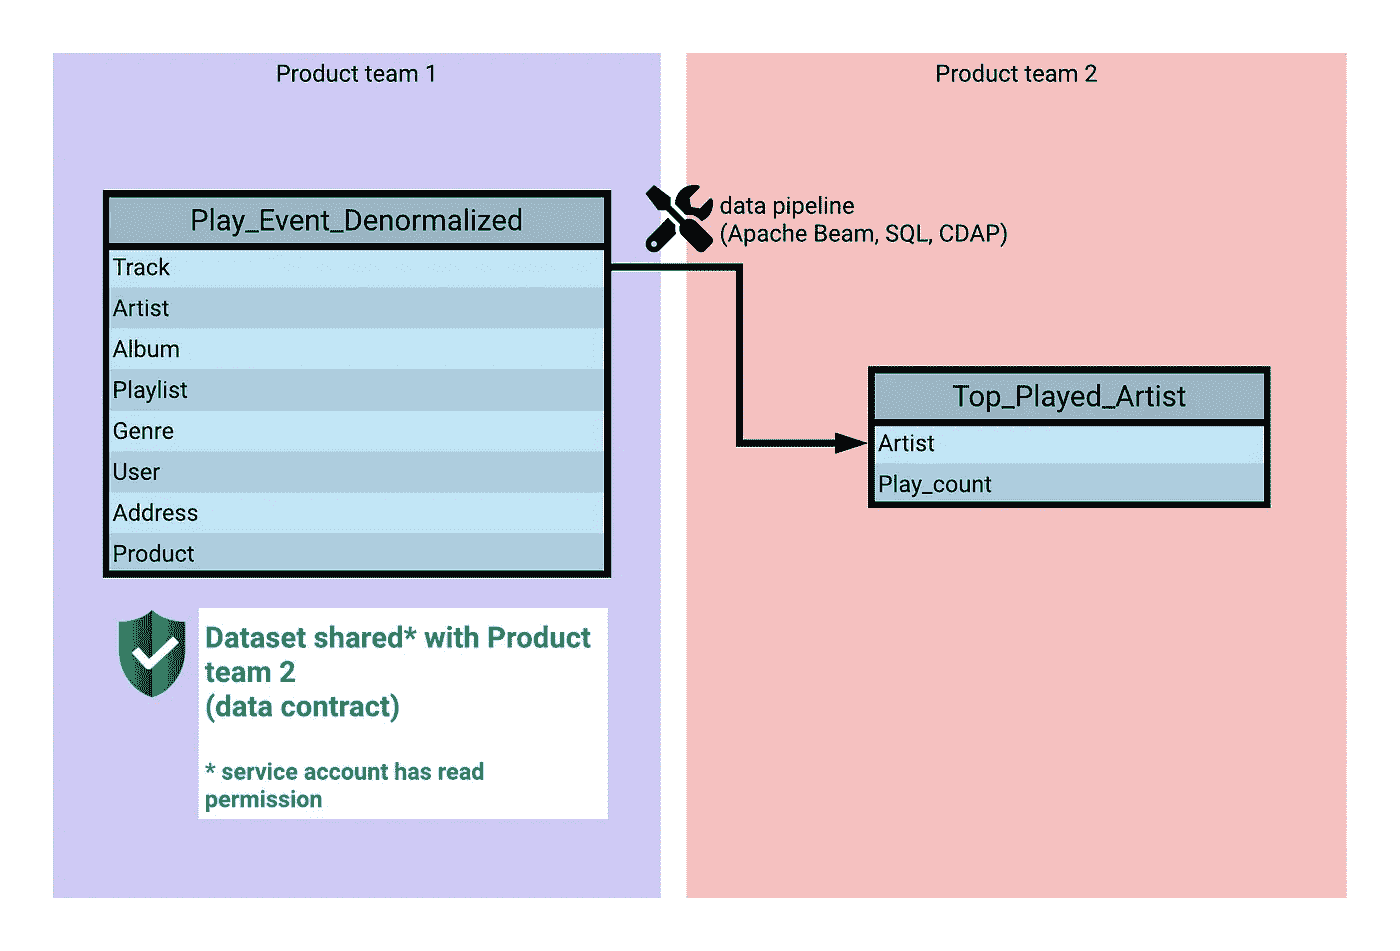 Product team 1
Play_Event_Denormalized
Track
Artist
Album
Playlist
Genre
User
Address
Product
Dataset shared* with Product
team 2
(data contract)
* service account has read
permission
Product team 2
data pipeline
(Apache Beam, SQL, CDAP)
Top_Played_Artist
Artist
Play_count